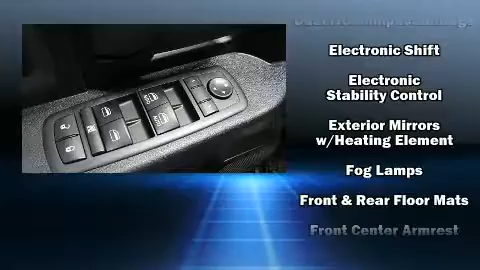 Electronic Shift
Electronic
Stability Control
Exterior Mirrors
w/Heating Element
Fog Lamps
Front & Rear Floor Mats
Front Center Armrest